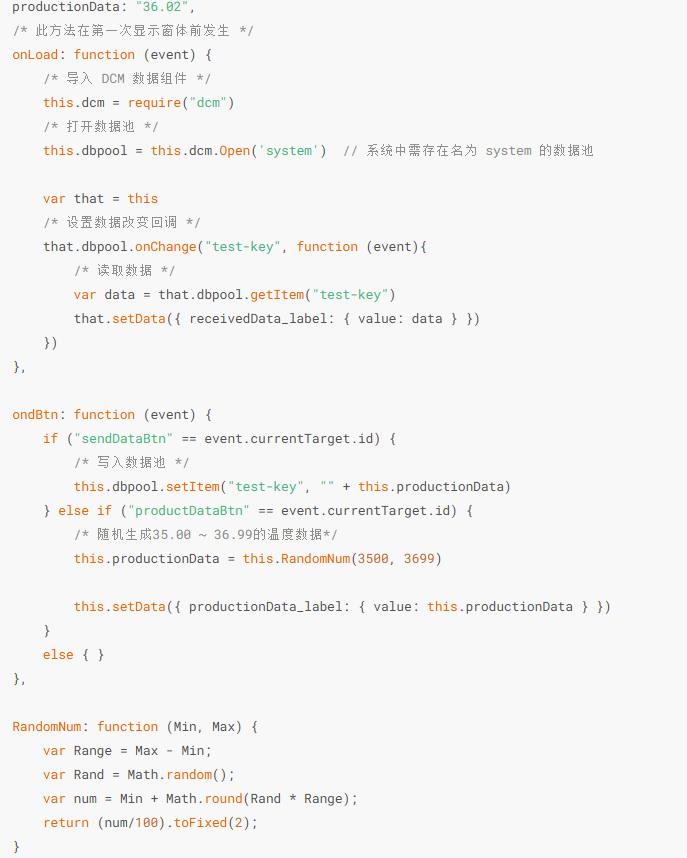 productionData: "36.02",
/* 此方法在第一次显示窗体前发生 */
onLoad: function (event) {
    /* 导入 DCM 数据组件 */
    this.dcm = require("dcm")
    /* 打开数据池 */
    this.dbpool = this.dcm.Open('system')  // 系统中需存在名为 system 的数据池

    var that = this
    /* 设置数据改变回调 */
    that.dbpool.onChange("test-key", function (event){
        /* 读取数据 */
        var data = that.dbpool.getItem("test-key")
        that.setData({ receivedData_label: { value: data } })
    })
},

ondBtn: function (event) {
    if ("sendDataBtn" == event.currentTarget.id) {
        /* 写入数据池 */
        this.dbpool.setItem("test-key", "" + this.productionData)
    } else if ("productDataBtn" == event.currentTarget.id) {
        /* 随机生成35.00 ~ 36.99的温度数据*/
        this.productionData = this.RandomNum(3500, 3699)

        this.setData({ productionData_label: { value: this.productionData } })
    }
    else { }
},

RandomNum: function (Min, Max) {
    var Range = Max - Min;
    var Rand = Math.random();
    var num = Min + Math.round(Rand * Range);
    return (num/100).toFixed(2);
}